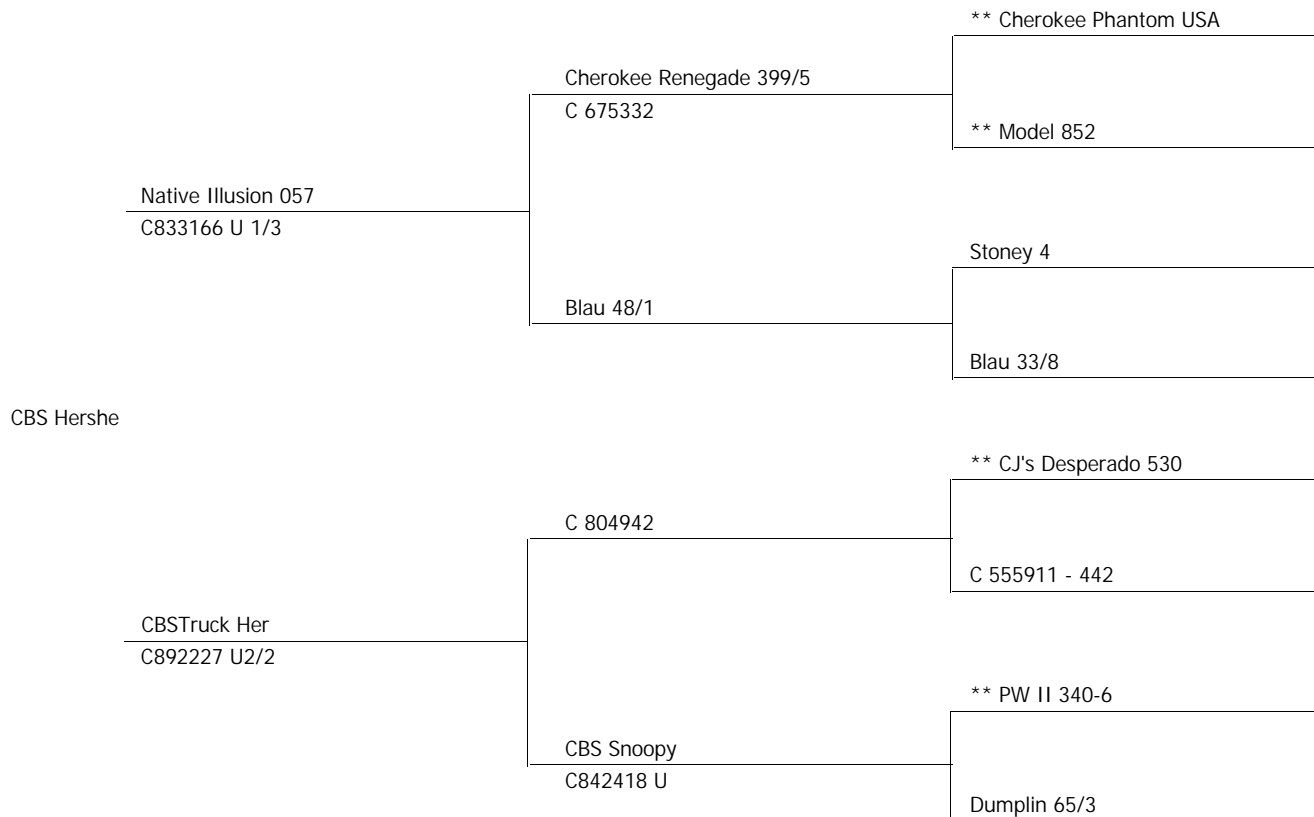 ** Cherokee Phantom USA
Cherokee Renegade 399/5
C 675332
** Model 852
Native Illusion 057
C833166 U 1/3
Stoney 4
Blau 48/1
Blau 33/8
CBS Hershe
** CJ's Desperado 530
C 804942
C 555911 - 442
CBSTruck Her
C892227 U2/2
** PW II 340-6
CBS Snoopy
C842418 U
Dumplin 65/3